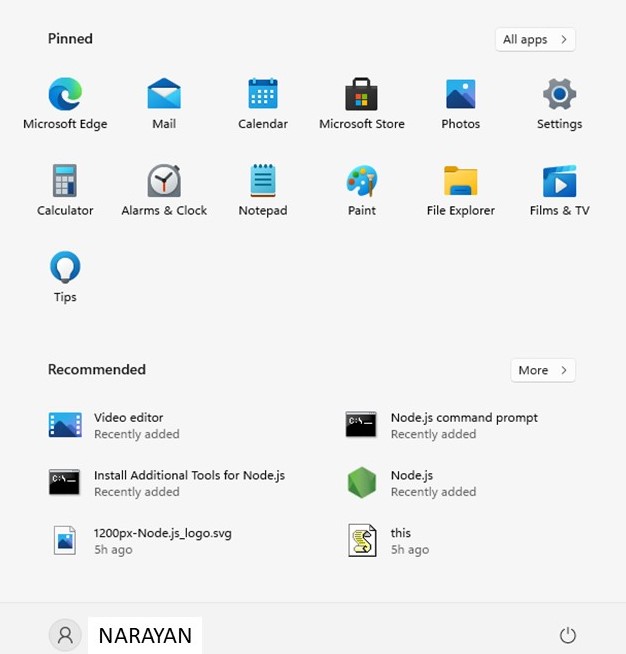 Pinned
All apps
Microsoft Edge
Mail
Calendar
Microsoft Store
Photos
Settings
Calculator
Alarms & Clock
Notepad
Paint
File Explorer
Films & TV
Tips
Recommended
More
Video editor
Recently added
Node.js command prompt
Recently added
Install Additional Tools for Node.js
Recently added
Node.js
Recently added
1200px-Node.js_logo.svg
5h ago
this
5h ago
NARAYAN